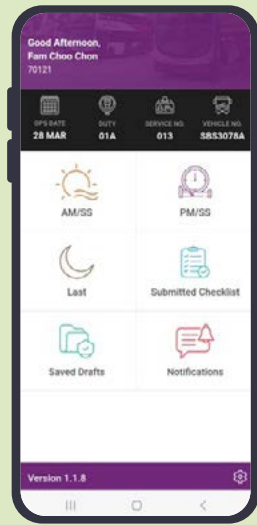 Good Afternoon,
Fam Choo Chon
70121
OPS DATE DUTY SERVICE NO. VEHICLE NO.
28 MAR 01A 013 SBS3078A
AM/SS PM/SS
Last Submitted Checklist
Saved Drafts Notifications
Version 1.1.8